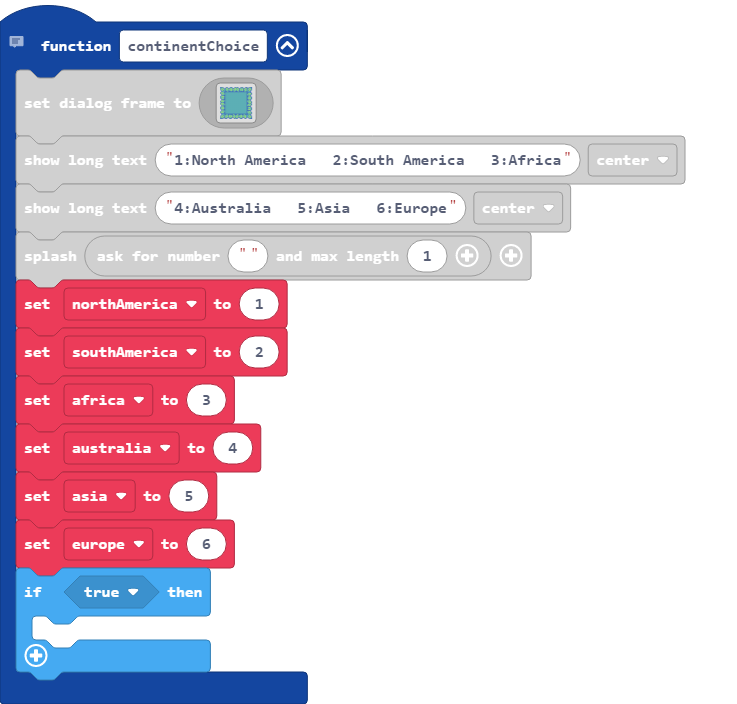 function continentChoice
set dialog frame to
show long text "1:North America 2:South America 3:Africa" center
show long text "4:Australia 5:Asia 6:Europe" center
splash ask for number "" and max length 1
set northAmerica to 1
set southAmerica to 2
set africa to 3
set australia to 4
set asia to 5
set europe to 6
if true then